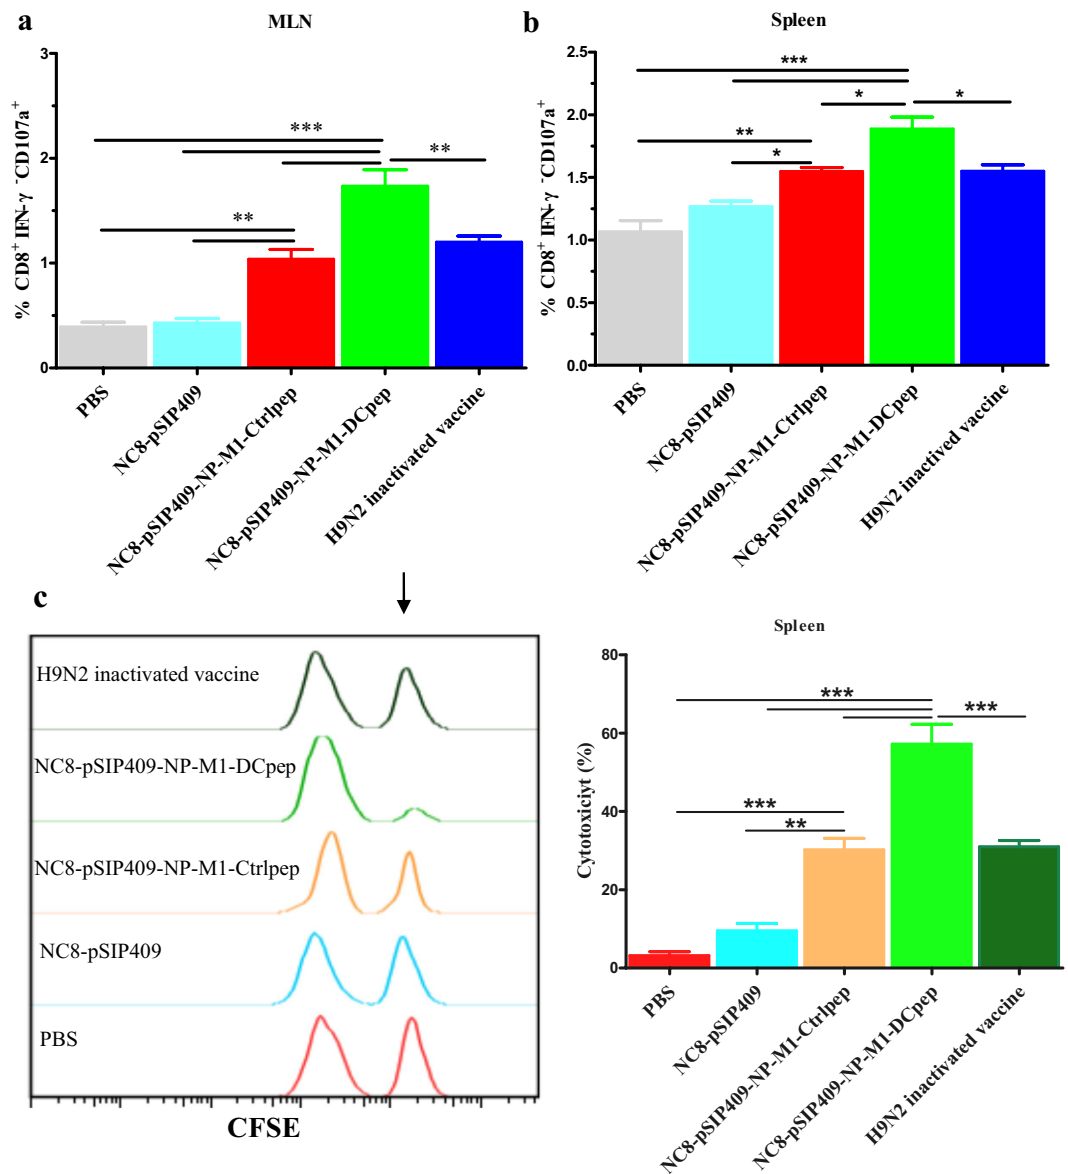 a
MLN
% CD8+ IFN-γ -CD107a+
3
2
1
0
***
**
**
PBS
NC8-pSIP409
NC8-pSIP409-NP-M1-Ctrlpep
NC8-pSIP409-NP-M1-DCpep
H9N2 inactivated vaccine
b
Spleen
% CD8+ IFN-γ -CD107a+
2.5
2.0
1.5
1.0
0.5
0.0
***
*
*
**
*
PBS
NC8-pSIP409
NC8-pSIP409-NP-M1-Ctrlpep
NC8-pSIP409-NP-M1-DCpep
H9N2 inactived vaccine
c
H9N2 inactivated vaccine
NC8-pSIP409-NP-M1-DCpep
NC8-pSIP409-NP-M1-Ctrlpep
NC8-pSIP409
PBS
CFSE
Spleen
Cytotoxiciyt (%)
80
60
40
20
0
***
***
***
**
PBS
NC8-pSIP409
NC8-pSIP409-NP-M1-Ctrlpep
NC8-pSIP409-NP-M1-DCpep
H9N2 inactivated vaccine